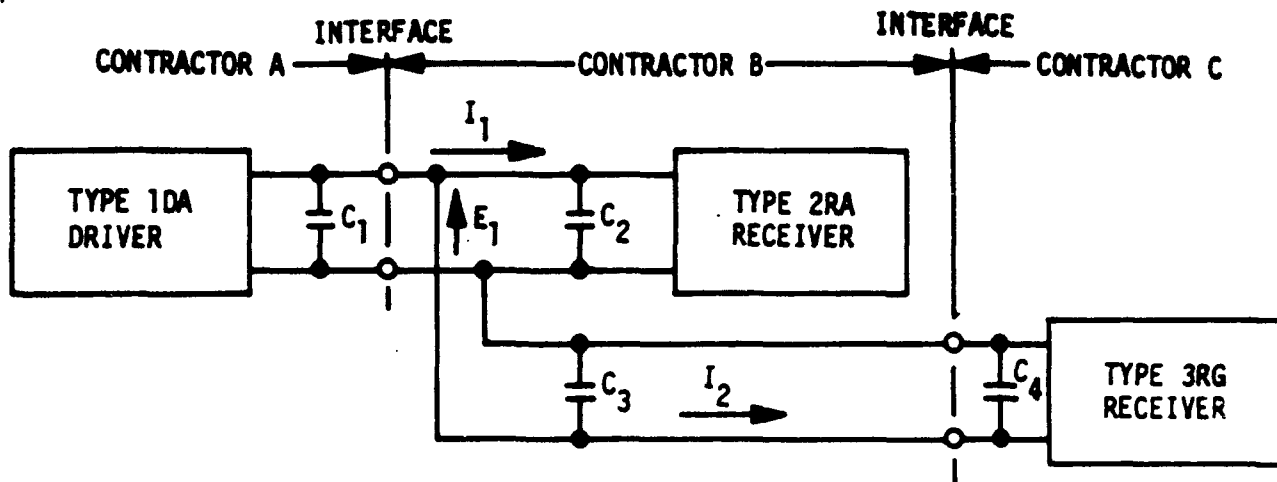 INTERFACE
INTERFACE
CONTRACTOR A
CONTRACTOR B
CONTRACTOR C
I1
TYPE 1DA
DRIVER
C1
E1
C2
TYPE 2RA
RECEIVER
C3
I2
C4
TYPE 3RG
RECEIVER